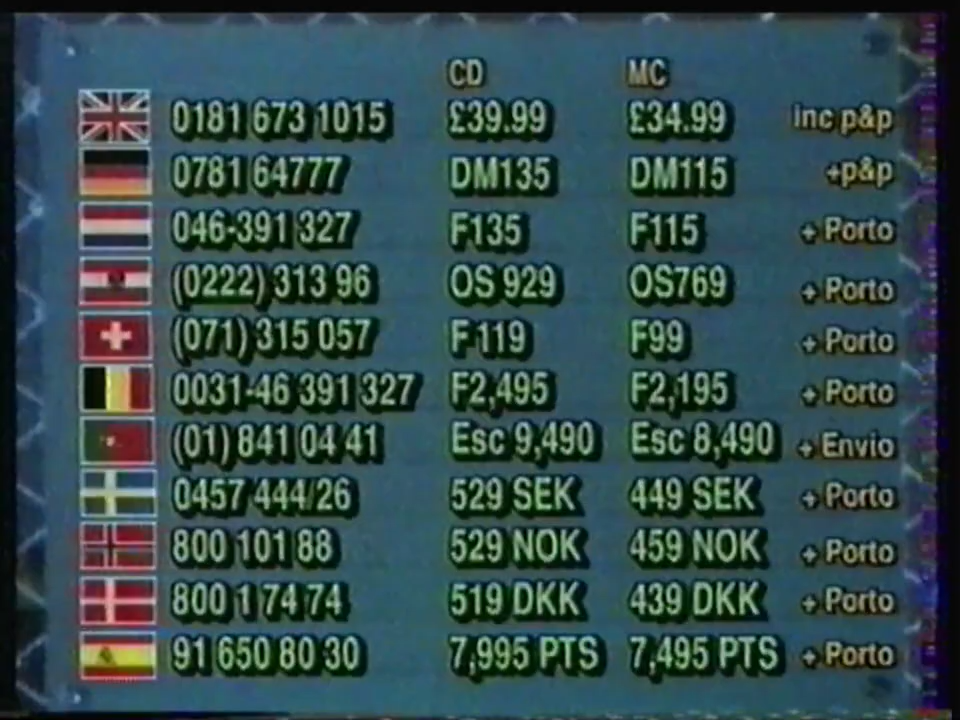 CD MC
0181 673 1015 £39.99 £34.99 inc p&p
0781 64777 DM135 DM115 +p&p
046-391 327 F135 F115 + Porto
(0222) 313 96 OS 929 OS769 + Porto
(071) 315 057 F 119 F99 + Porto
0031-46 391 327 F2,495 F2,195 + Porto
(01) 841 04 41 Esc 9,490 Esc 8,490 + Envio
0457 444/26 529 SEK 449 SEK + Porto
800 101 88 529 NOK 459 NOK + Porto
800 1 74 74 519 DKK 439 DKK + Porto
91 650 80 30 7,995 PTS 7,495 PTS + Porto